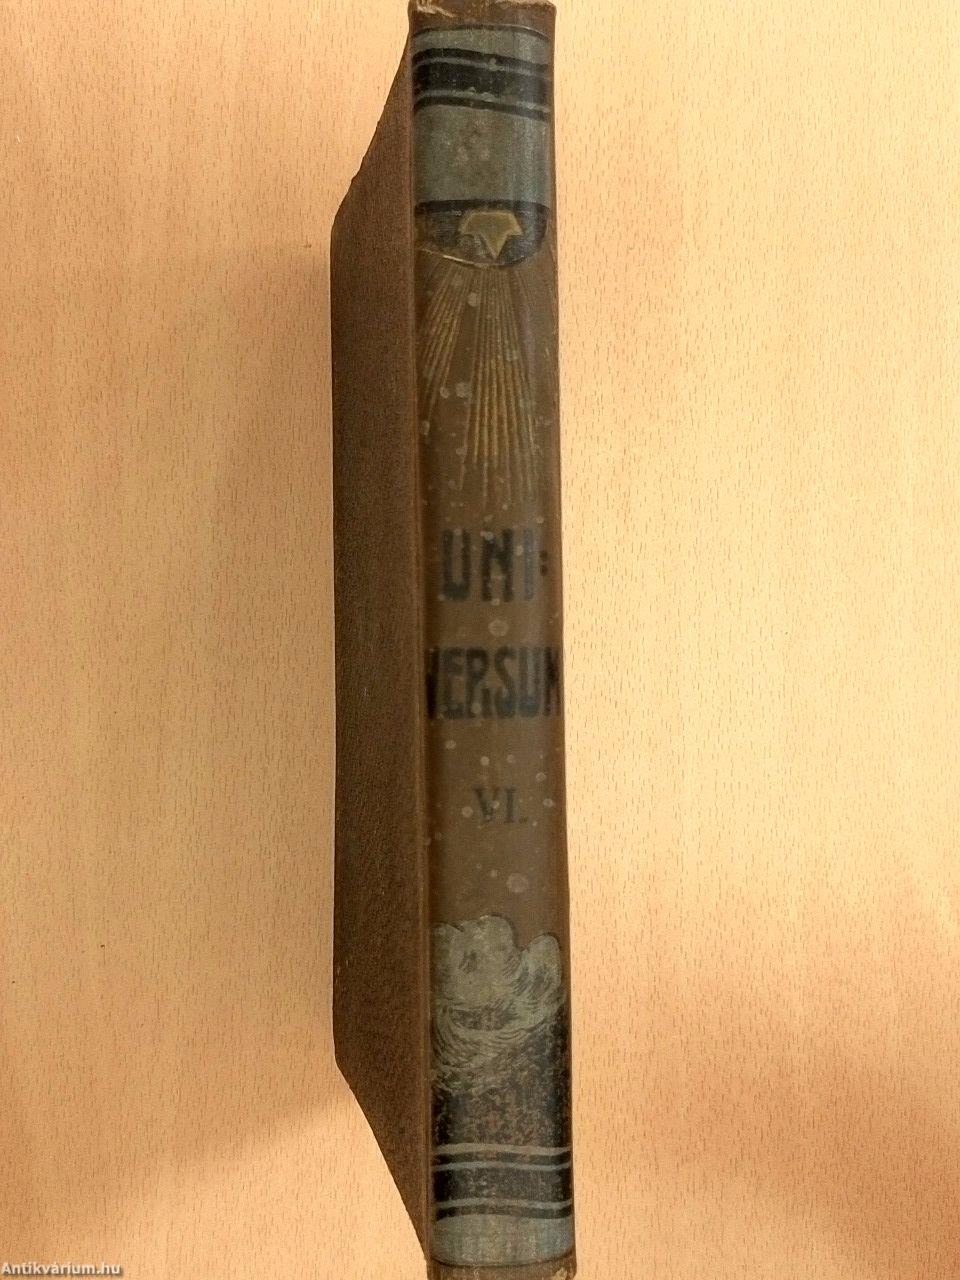 UNI=
VERSUM
VI.
Antikvárium.hu